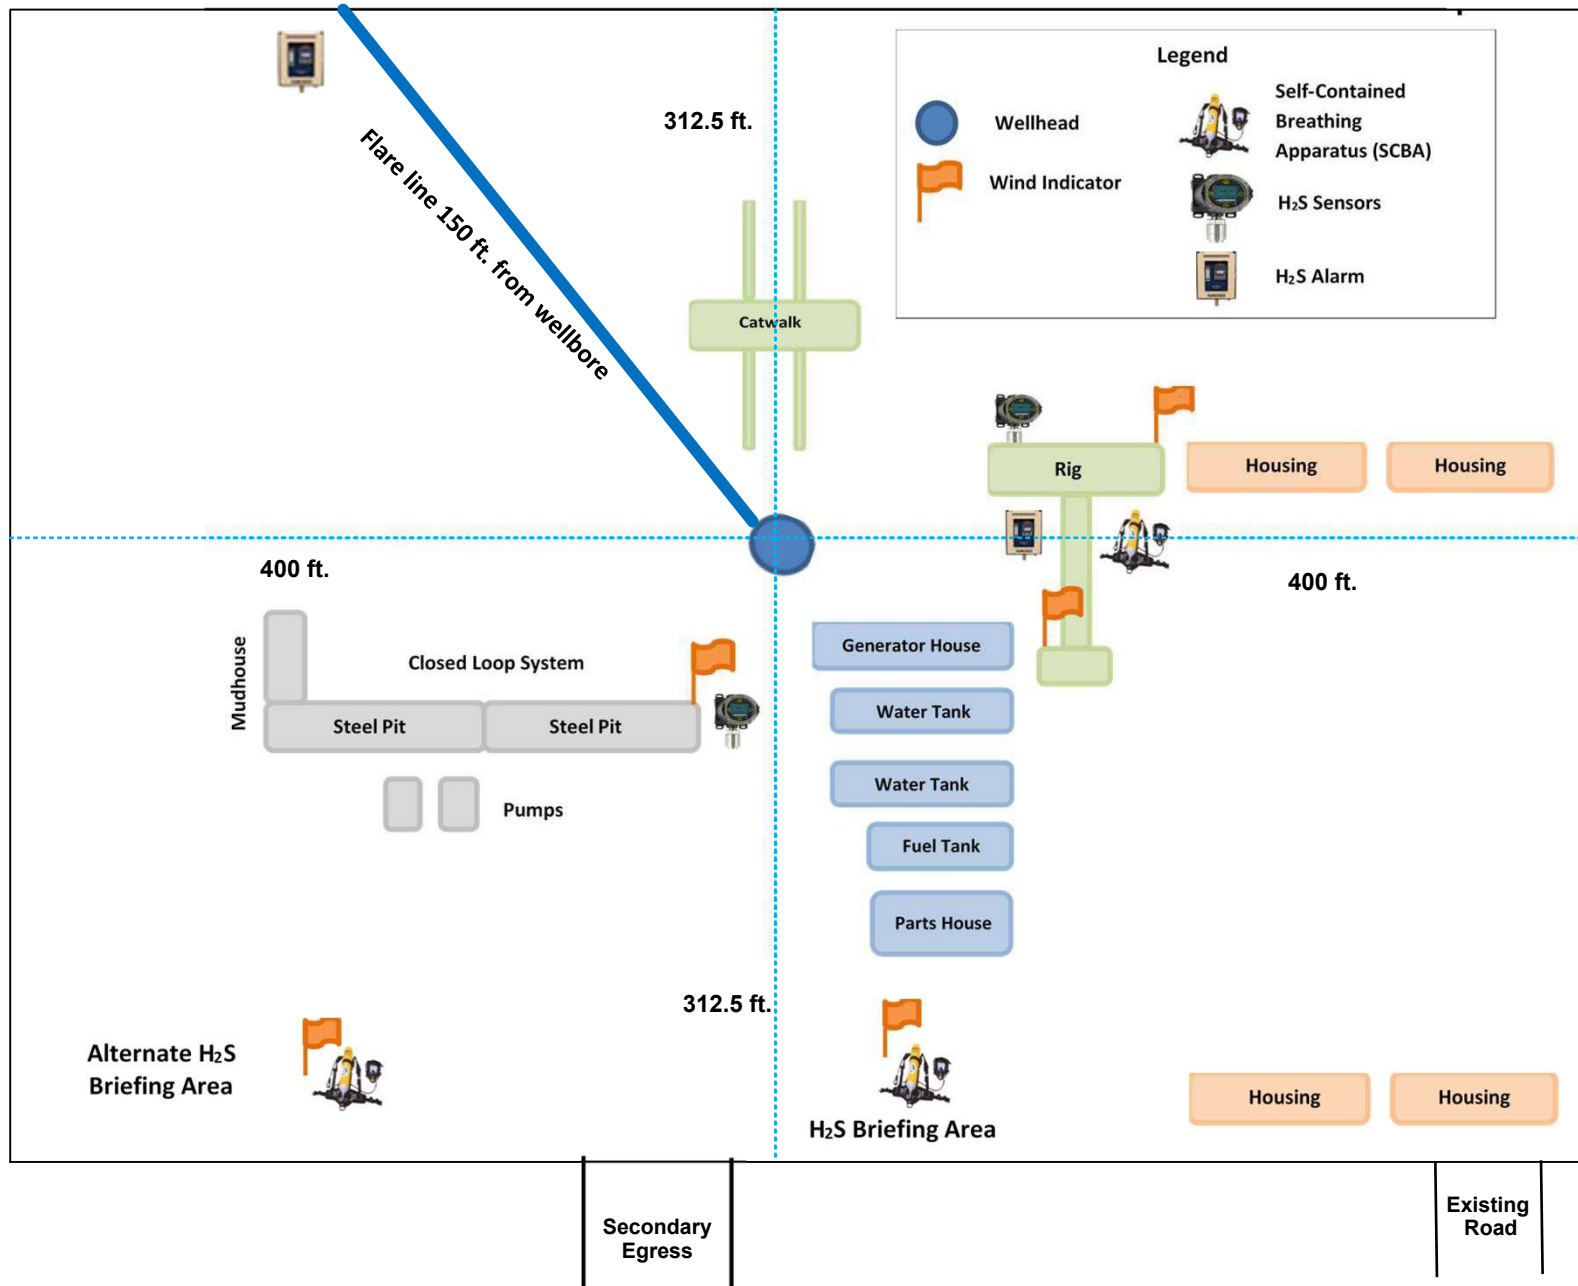 Legend
Wellhead
Wind Indicator
Self-Contained
Breathing
Apparatus (SCBA)
H₂S Sensors
H₂S Alarm
312.5 ft.
Flare line 150 ft. from wellbore
Catwalk
Rig
Housing
Housing
400 ft.
400 ft.
Mudhouse
Closed Loop System
Steel Pit
Steel Pit
Pumps
Generator House
Water Tank
Water Tank
Fuel Tank
Parts House
312.5 ft.
Alternate H₂S
Briefing Area
H₂S Briefing Area
Housing
Housing
Secondary
Egress
Existing
Road